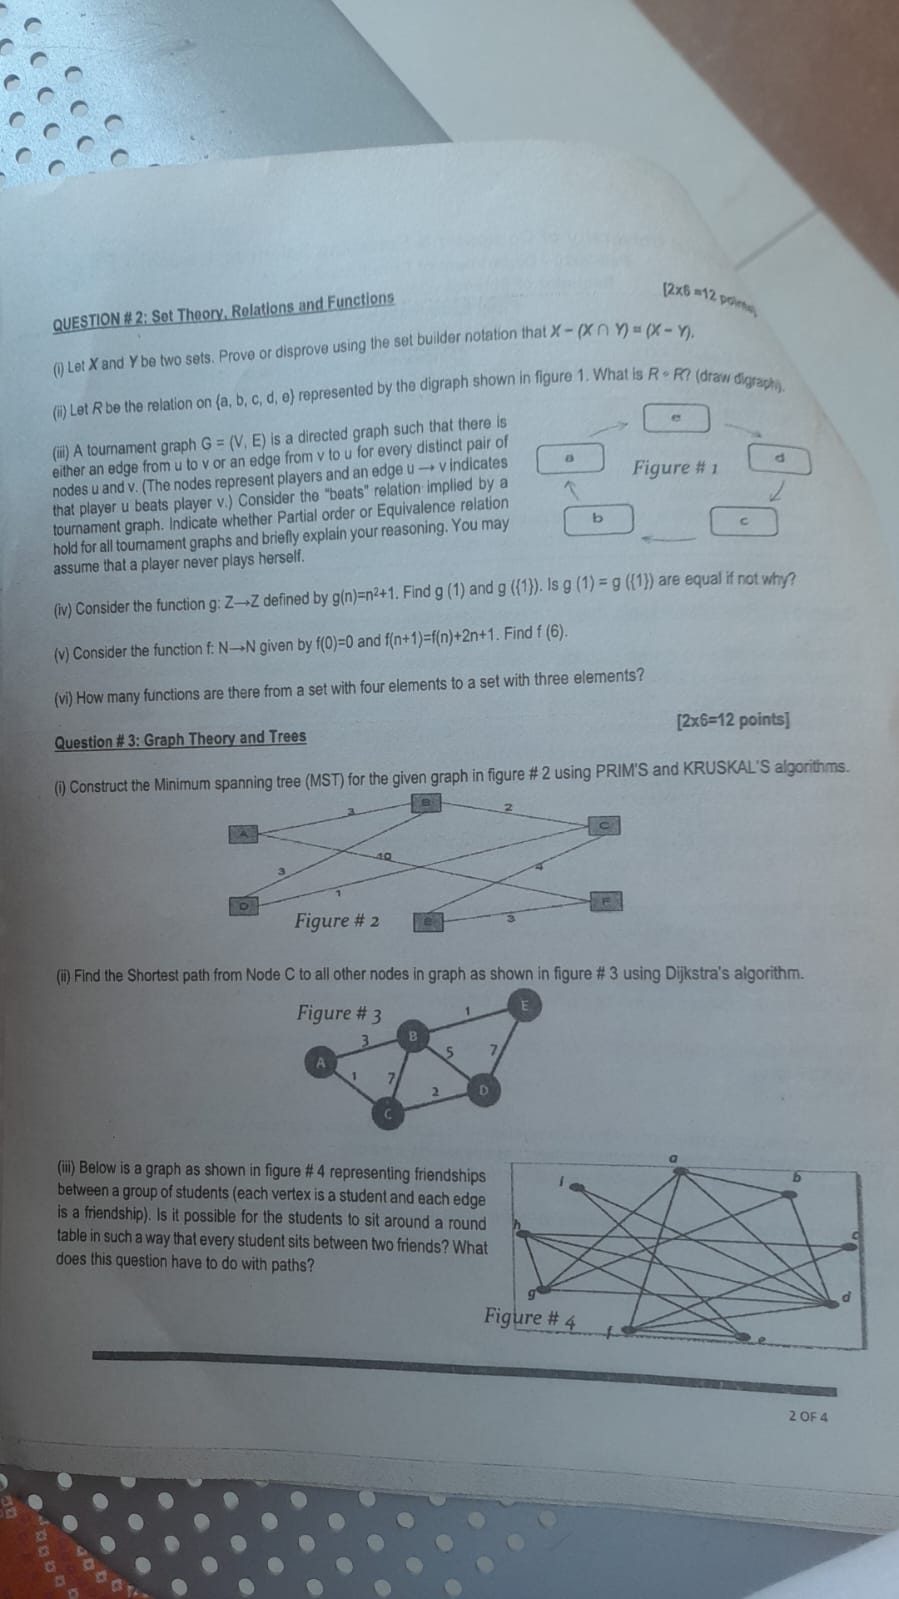 QUESTION # 2: Set Theory, Relations and Functions
[2x6 =12 points]
(i) Let X and Y be two sets. Prove or disprove using the set builder notation that X – (X ∩ Y) = (X – Y).
(ii) Let R be the relation on {a, b, c, d, e} represented by the digraph shown in figure 1. What is R ∘ R? (draw digraph).
(iii) A tournament graph G = (V, E) is a directed graph such that there is
either an edge from u to v or an edge from v to u for every distinct pair of
nodes u and v. (The nodes represent players and an edge u → v indicates
that player u beats player v.) Consider the "beats" relation implied by a
tournament graph. Indicate whether Partial order or Equivalence relation
hold for all tournament graphs and briefly explain your reasoning. You may
assume that a player never plays herself.
e
a
Figure # 1
d
b
c
(iv) Consider the function g: Z→Z defined by g(n)=n²+1. Find g (1) and g ({1}). Is g (1) = g ({1}) are equal if not why?
(v) Consider the function f: N→N given by f(0)=0 and f(n+1)=f(n)+2n+1. Find f (6).
(vi) How many functions are there from a set with four elements to a set with three elements?
[2x6=12 points]
Question # 3: Graph Theory and Trees
(i) Construct the Minimum spanning tree (MST) for the given graph in figure # 2 using PRIM'S and KRUSKAL'S algorithms.
B
3
2
A
C
10
3
4
1
D
F
Figure # 2
E
3
(ii) Find the Shortest path from Node C to all other nodes in graph as shown in figure # 3 using Dijkstra's algorithm.
Figure # 3
1
E
3
B
A
5
7
1
7
2
D
C
(iii) Below is a graph as shown in figure # 4 representing friendships
between a group of students (each vertex is a student and each edge
is a friendship). Is it possible for the students to sit around a round
table in such a way that every student sits between two friends? What
does this question have to do with paths?
a
i
b
h
c
g
d
Figure # 4
f
e
2 OF 4